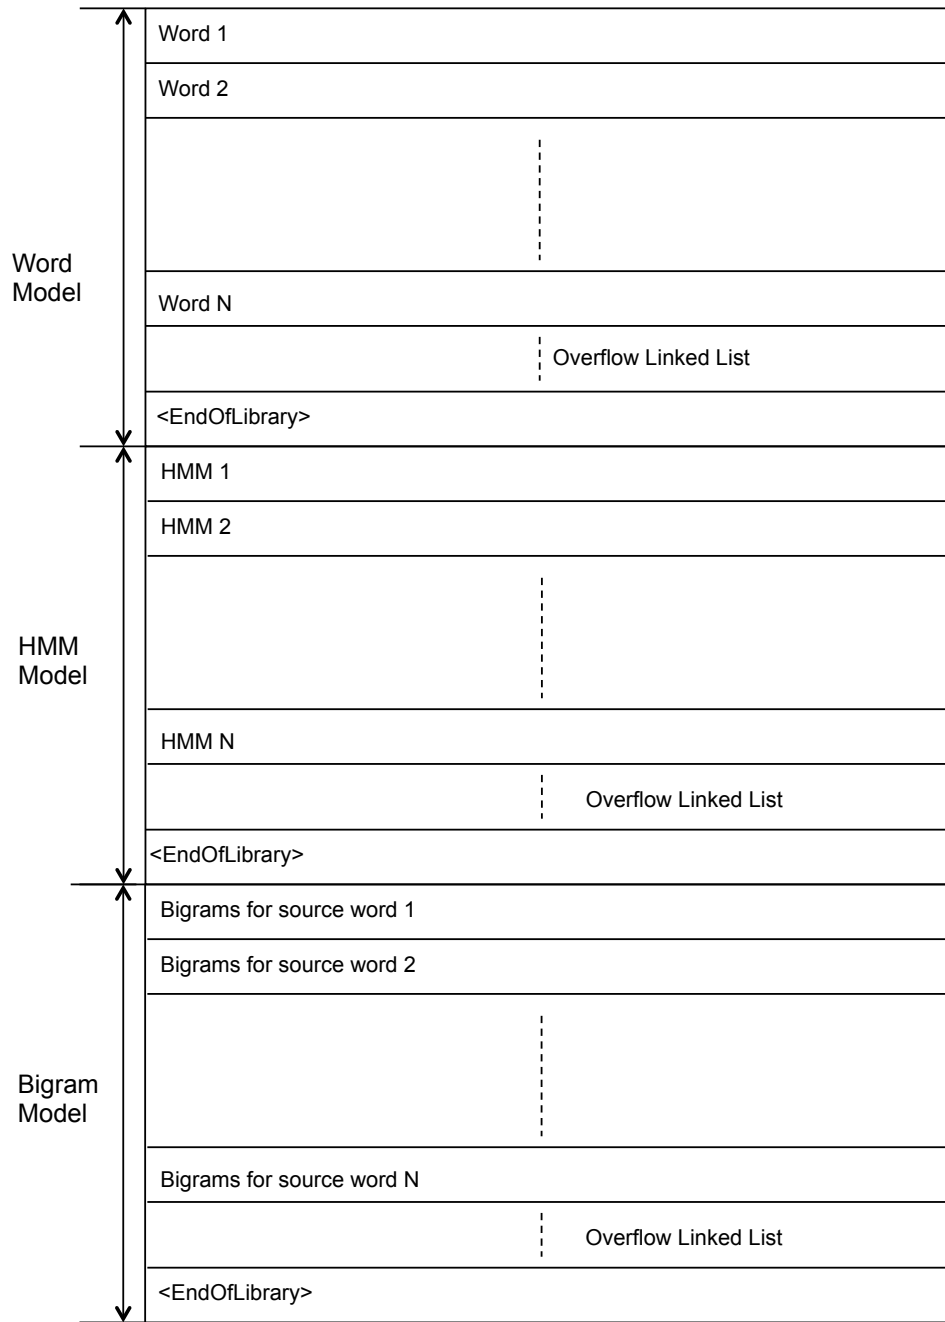 Word 1
Word 2
Word
Model
Word N
Overflow Linked List
<EndOfLibrary>
HMM 1
HMM 2
HMM
Model
HMM N
Overflow Linked List
<EndOfLibrary>
Bigrams for source word 1
Bigrams for source word 2
Bigram
Model
Bigrams for source word N
Overflow Linked List
<EndOfLibrary>